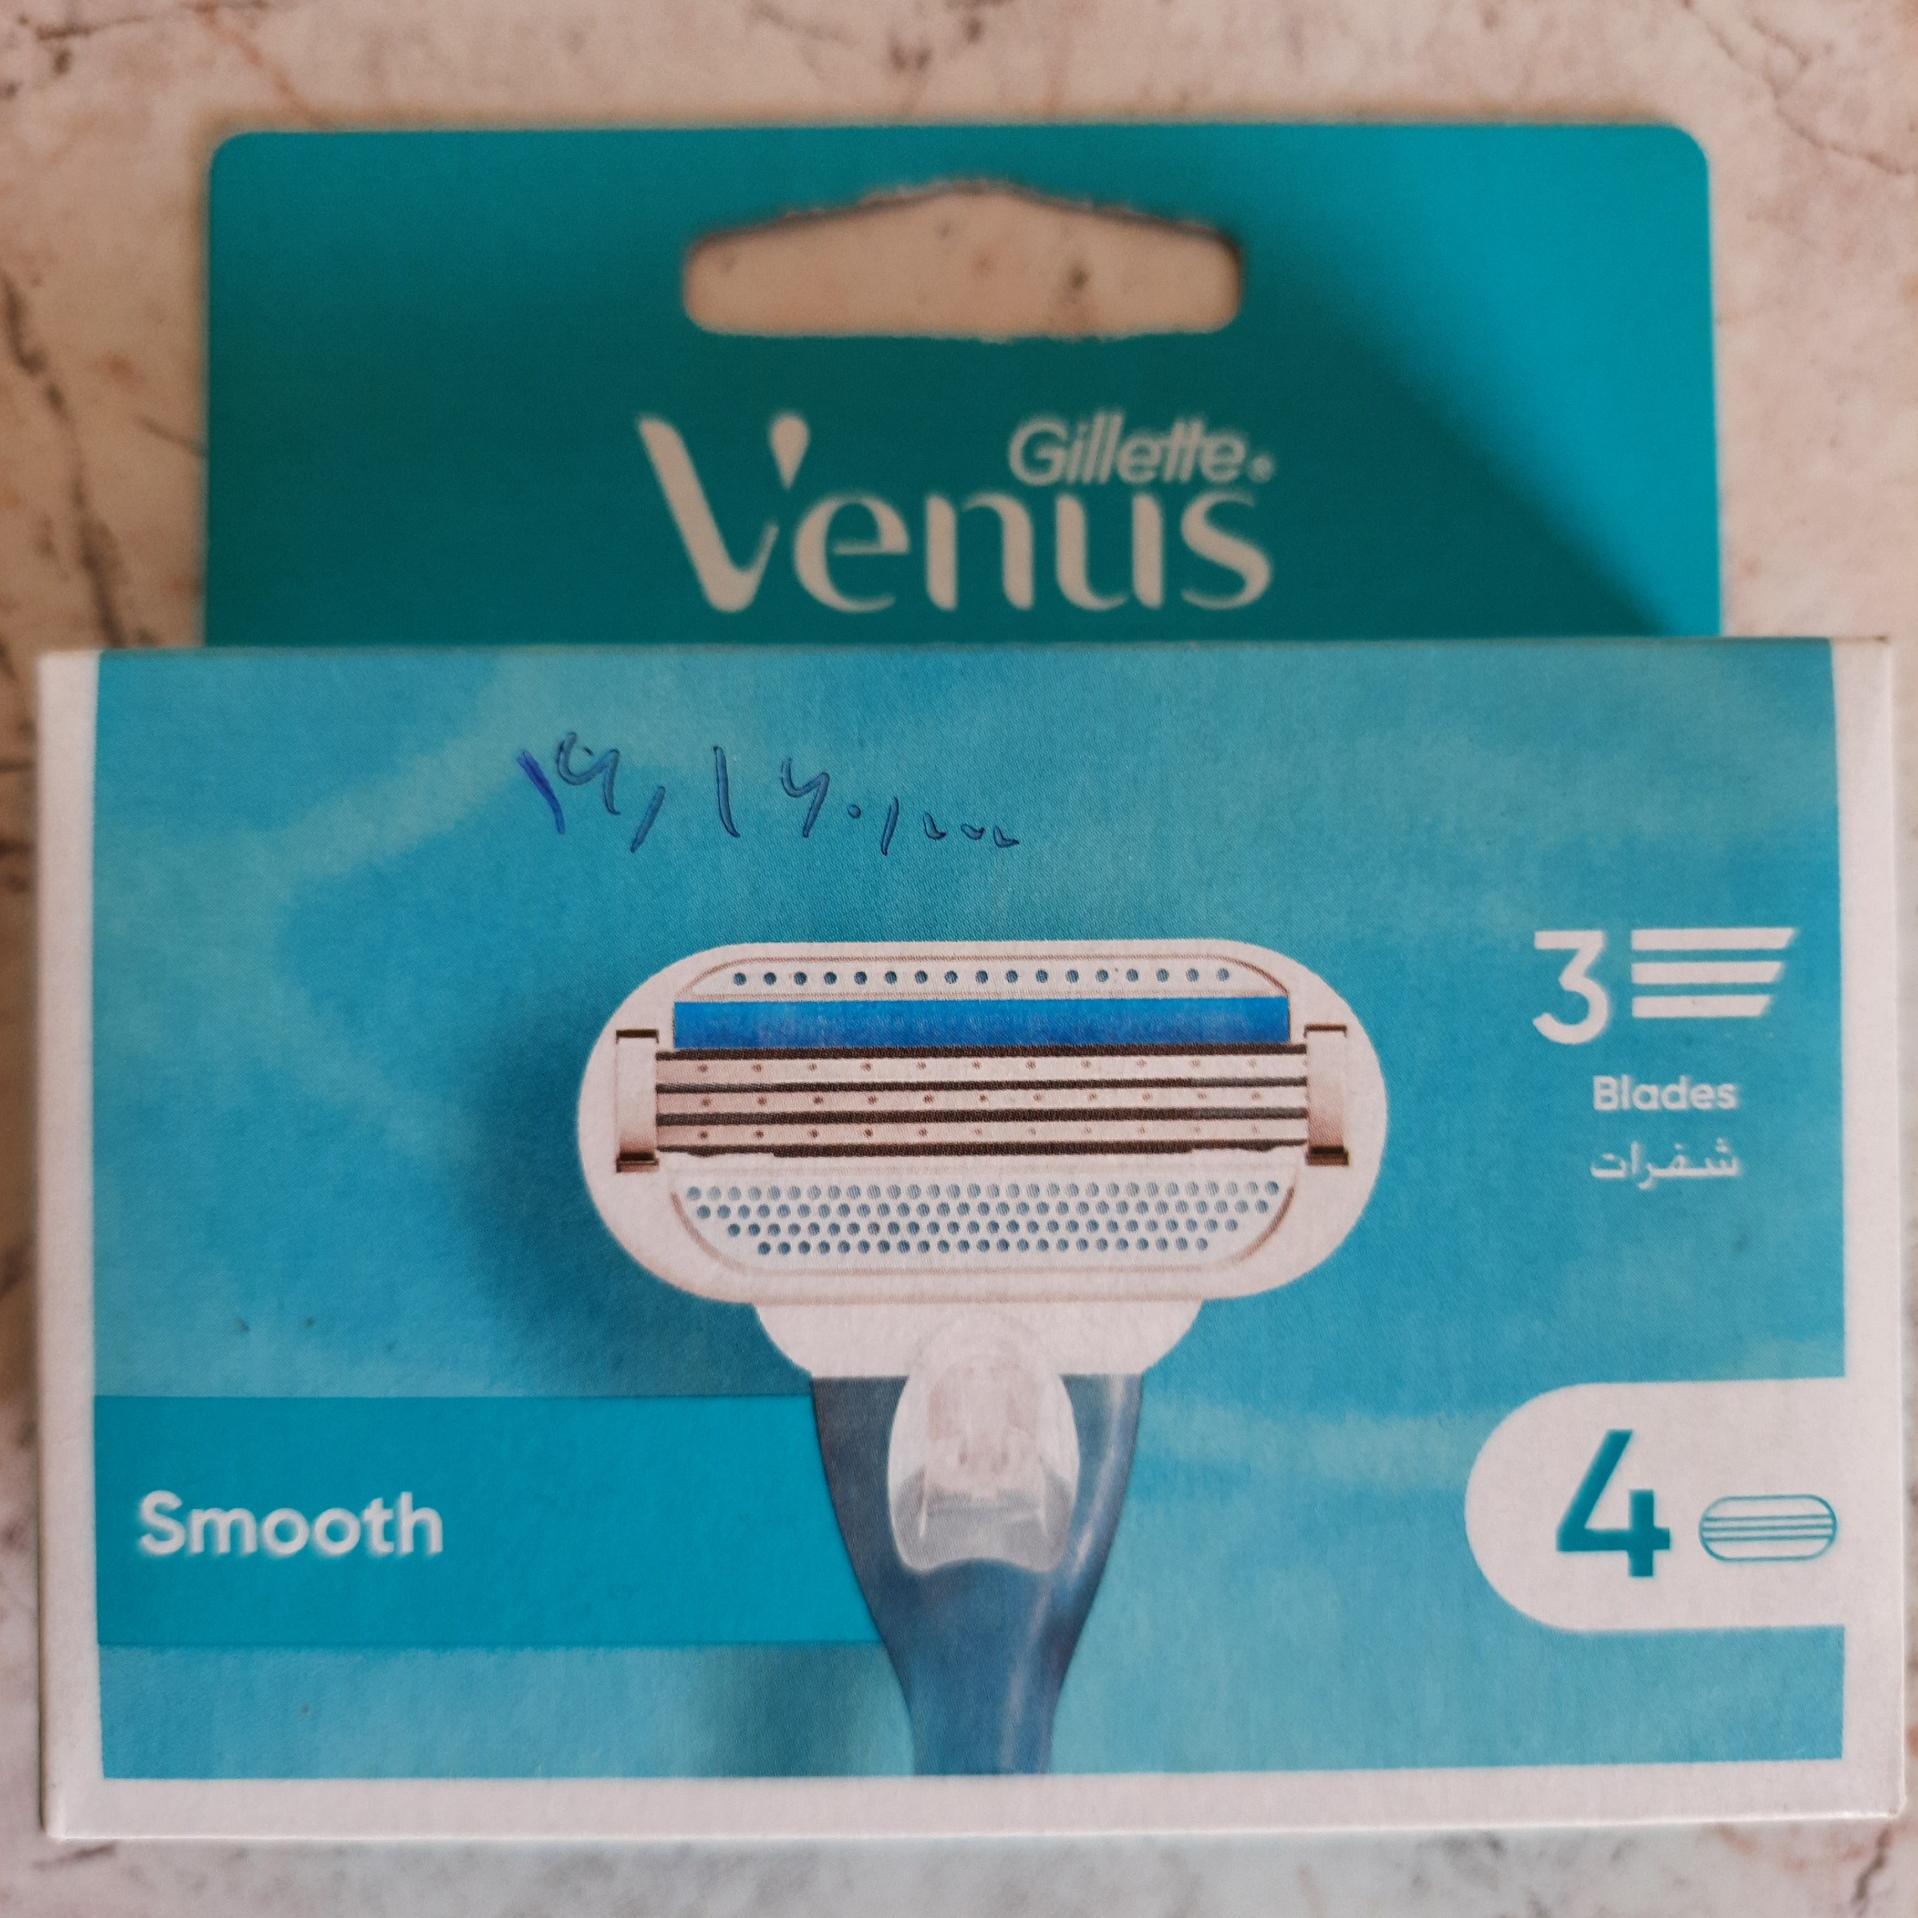 Gillette®
Venus
3
Blades
شفرات
Smooth
4